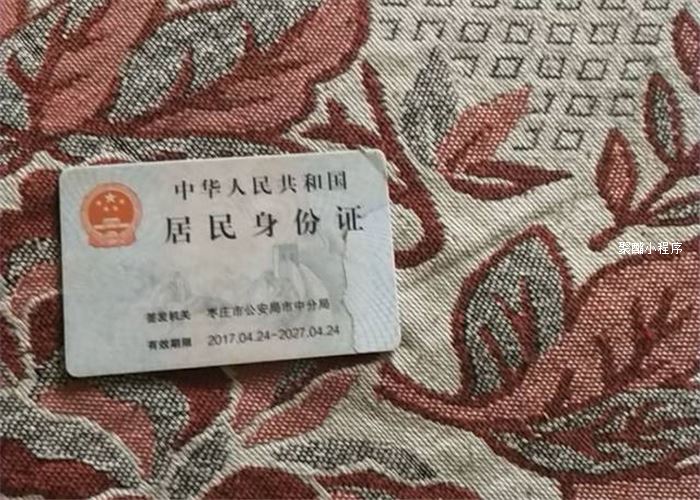 中华人民共和国
居民身份证
签发机关 枣庄市公安局市中分局
有效期限 2017.04.24-2027.04.24
小程序